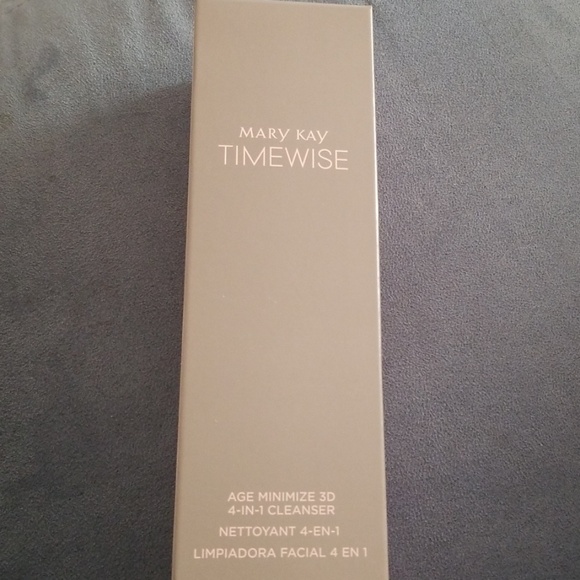 MARY KAY
TIMEWISE
AGE MINIMIZE 3D
4-IN-1 CLEANSER
NETTOYANT 4-EN-1
LIMPIADORA FACIAL 4 EN 1